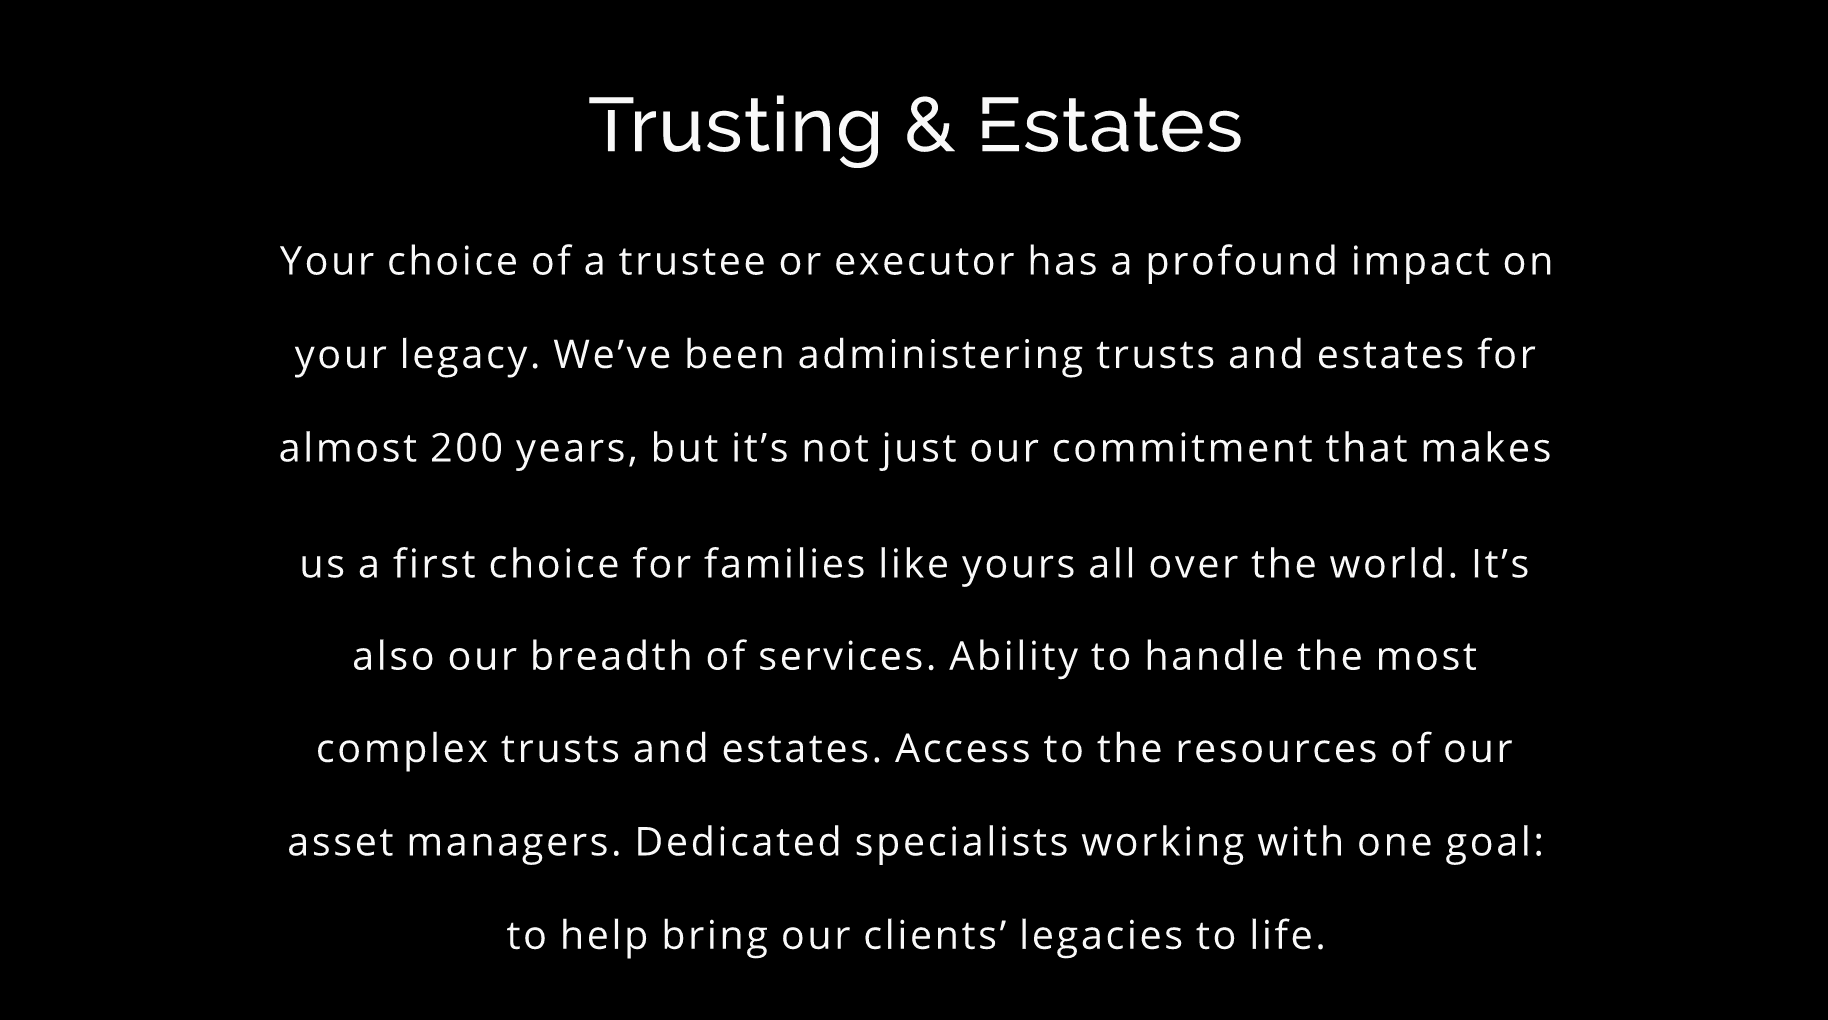 Trusting & Estates
Your choice of a trustee or executor has a profound impact on
your legacy. We’ve been administering trusts and estates for
almost 200 years, but it’s not just our commitment that makes
us a first choice for families like yours all over the world. It’s
also our breadth of services. Ability to handle the most
complex trusts and estates. Access to the resources of our
asset managers. Dedicated specialists working with one goal:
to help bring our clients’ legacies to life.